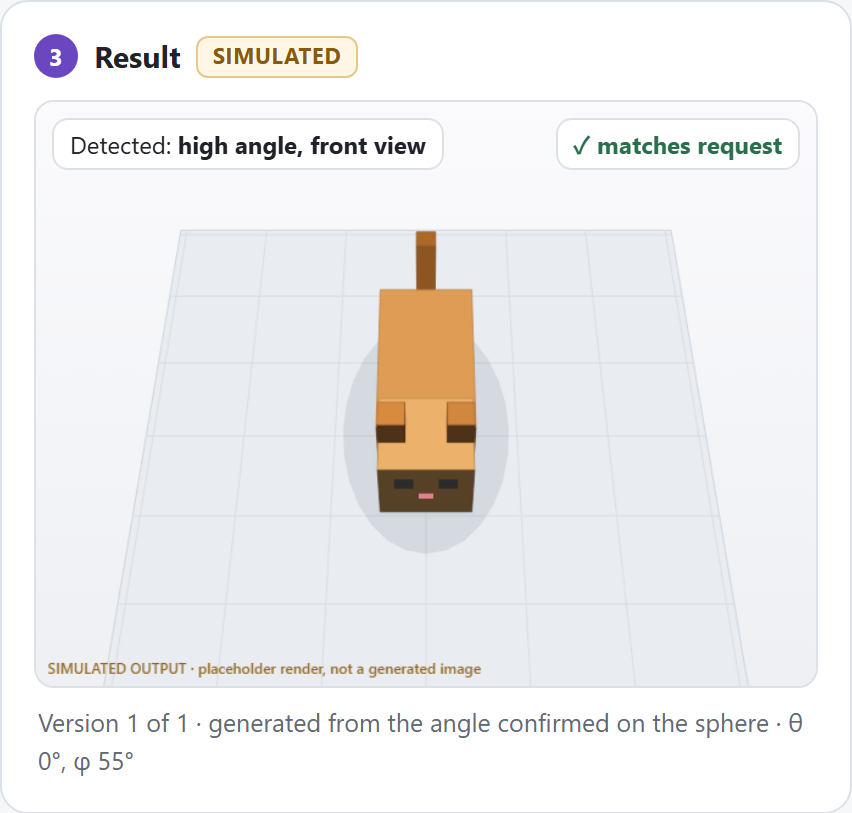 3 Result SIMULATED
Detected: high angle, front view ✓ matches request
SIMULATED OUTPUT · placeholder render, not a generated image
Version 1 of 1 · generated from the angle confirmed on the sphere · θ
0°, φ 55°